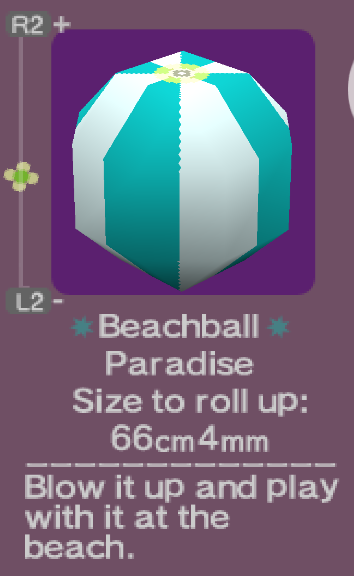 R2 +
L2 -
Beachball
Paradise
Size to roll up:
66cm4mm
Blow it up and play
with it at the
beach.